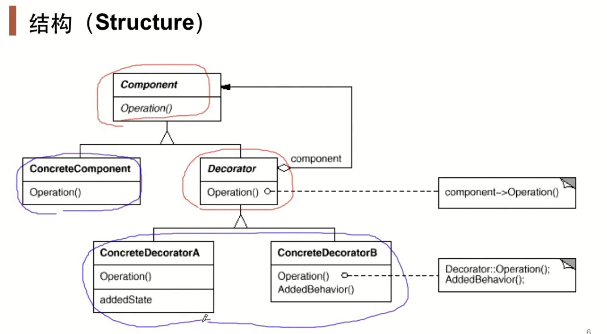 结构（Structure）
Component
Operation()
component
ConcreteComponent
Operation()
Decorator
Operation()
component->Operation()
ConcreteDecoratorA
Operation()
addedState
ConcreteDecoratorB
Operation()
AddedBehavior()
Decorator::Operation();
AddedBehavior();
6